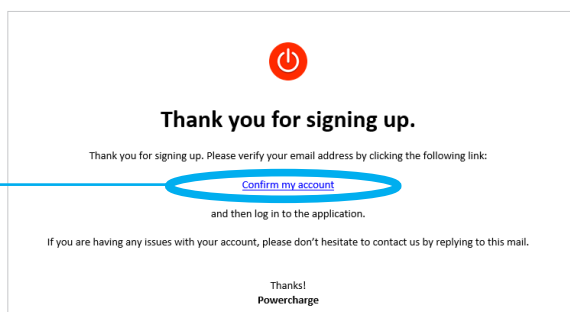 Thank you for signing up.
Thank you for signing up. Please verify your email address by clicking the following link:
Confirm my account
and then log in to the application.
If you are having any issues with your account, please don't hesitate to contact us by replying to this mail.
Thanks!
Powercharge